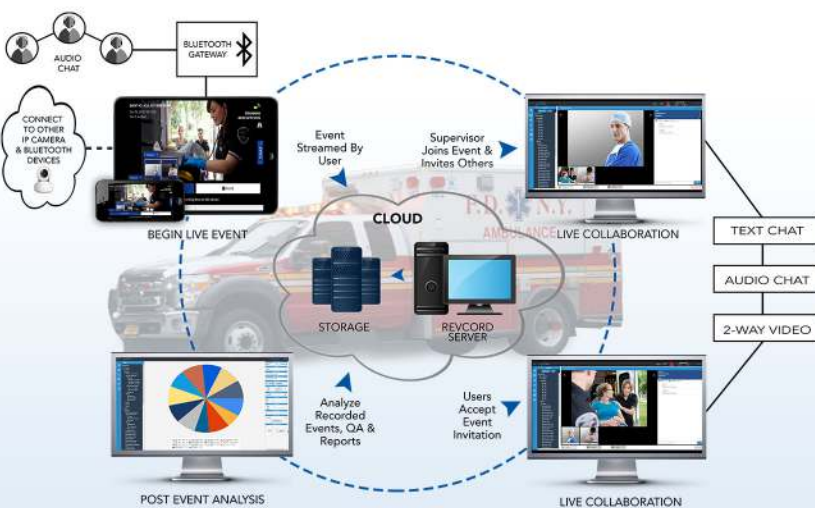 AUDIO
CHAT
BLUETOOTH
GATEWAY
CONNECT
TO OTHER
IP CAMERA
& BLUETOOTH
DEVICES
BEGIN LIVE EVENT
Event
Streamed By
User
Supervisor
Joins Event &
Invites Others
LIVE COLLABORATION
CLOUD
F.D. N.Y.
AMBULANCE
STORAGE
REVCORD
SERVER
TEXT CHAT
AUDIO CHAT
2-WAY VIDEO
Analyze
Recorded
Events, QA &
Reports
Users
Accept
Event
Invitation
POST EVENT ANALYSIS
LIVE COLLABORATION